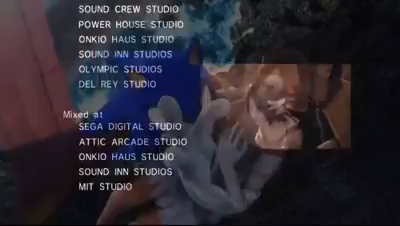 SOUND CREW STUDIO
POWER HOUSE STUDIO
ONKIO HAUS STUDIO
SOUND INN STUDIOS
OLYMPIC STUDIOS
DEL REY STUDIO
Mixed at
SEGA DIGITAL STUDIO
ATTIC ARCADE STUDIO
ONKIO HAUS STUDIO
SOUND INN STUDIOS
MIT STUDIO